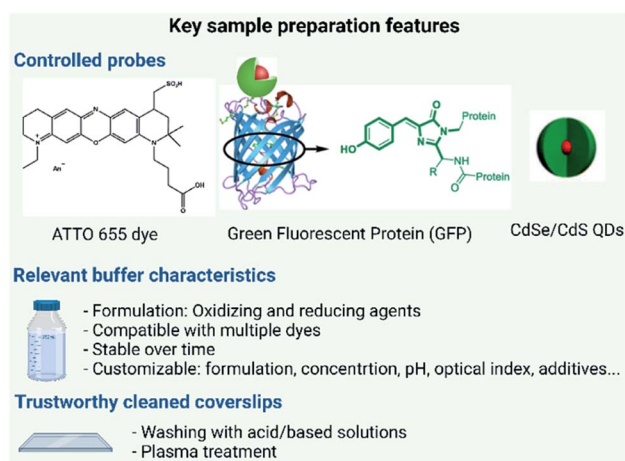 Key sample preparation features
Controlled probes
SO₃H
N
N⁺
O
N
An⁻
OH
O
O
Protein
N
N
HO
R
NH
O
Protein
ATTO 655 dye
Green Fluorescent Protein (GFP)
CdSe/CdS QDs
Relevant buffer characteristics
- Formulation: Oxidizing and reducing agents
- Compatible with multiple dyes
- Stable over time
- Customizable: formulation, concentrtion, pH, optical index, additives...
Trustworthy cleaned coverslips
- Washing with acid/based solutions
- Plasma treatment